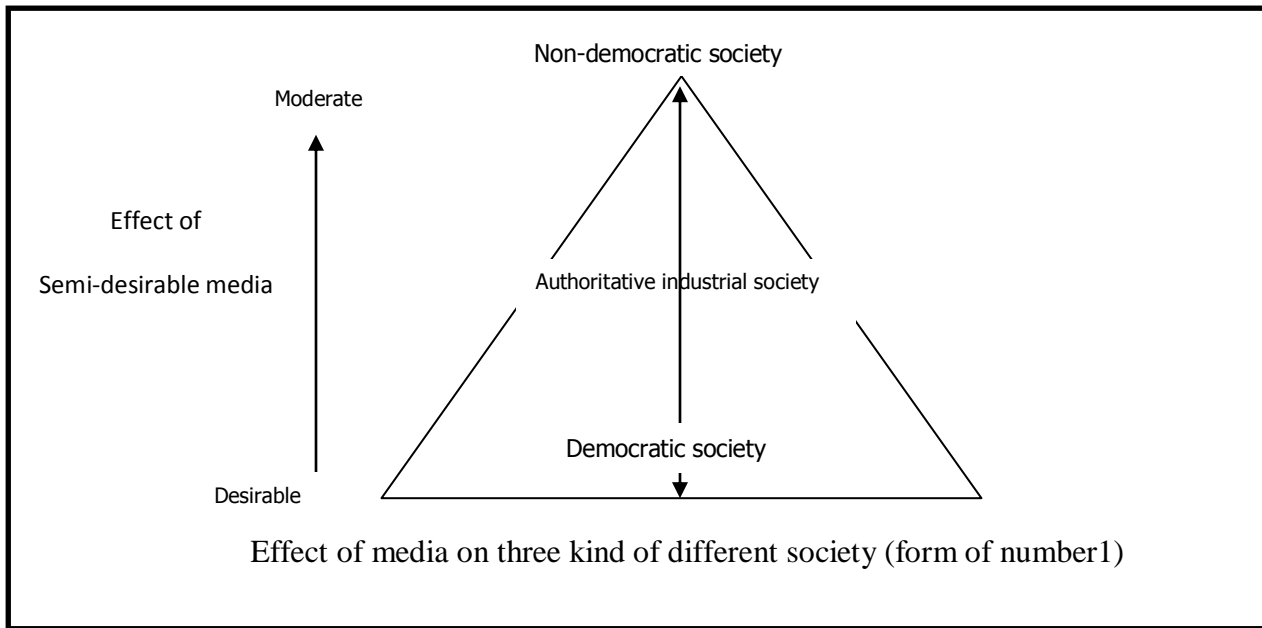 Non-democratic society
Moderate
Effect of
Semi-desirable media
Authoritative industrial society
Democratic society
Desirable
Effect of media on three kind of different society (form of number1)